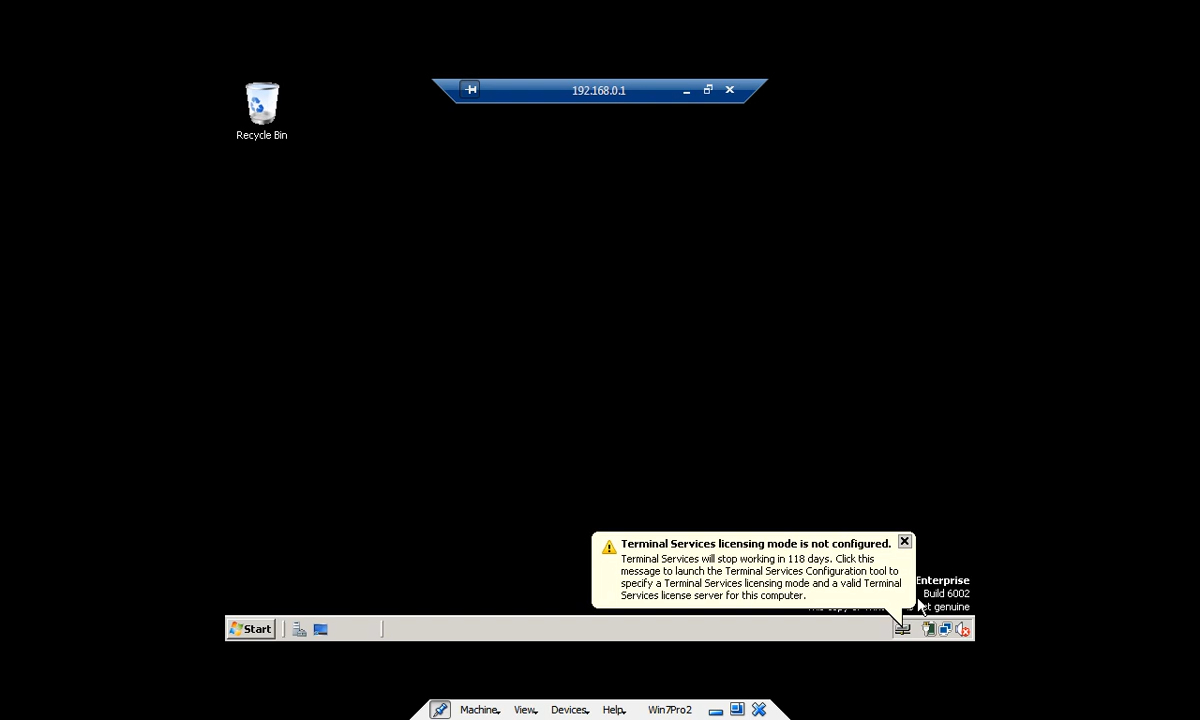 192.168.0.1
Recycle Bin
Terminal Services licensing mode is not configured.
Terminal Services will stop working in 118 days. Click this
message to launch the Terminal Services Configuration tool to
specify a Terminal Services licensing mode and a valid Terminal
Services license server for this computer.
Enterprise
Build 6002
genuine
Start
Machine
View
Devices
Help
Win7Pro2